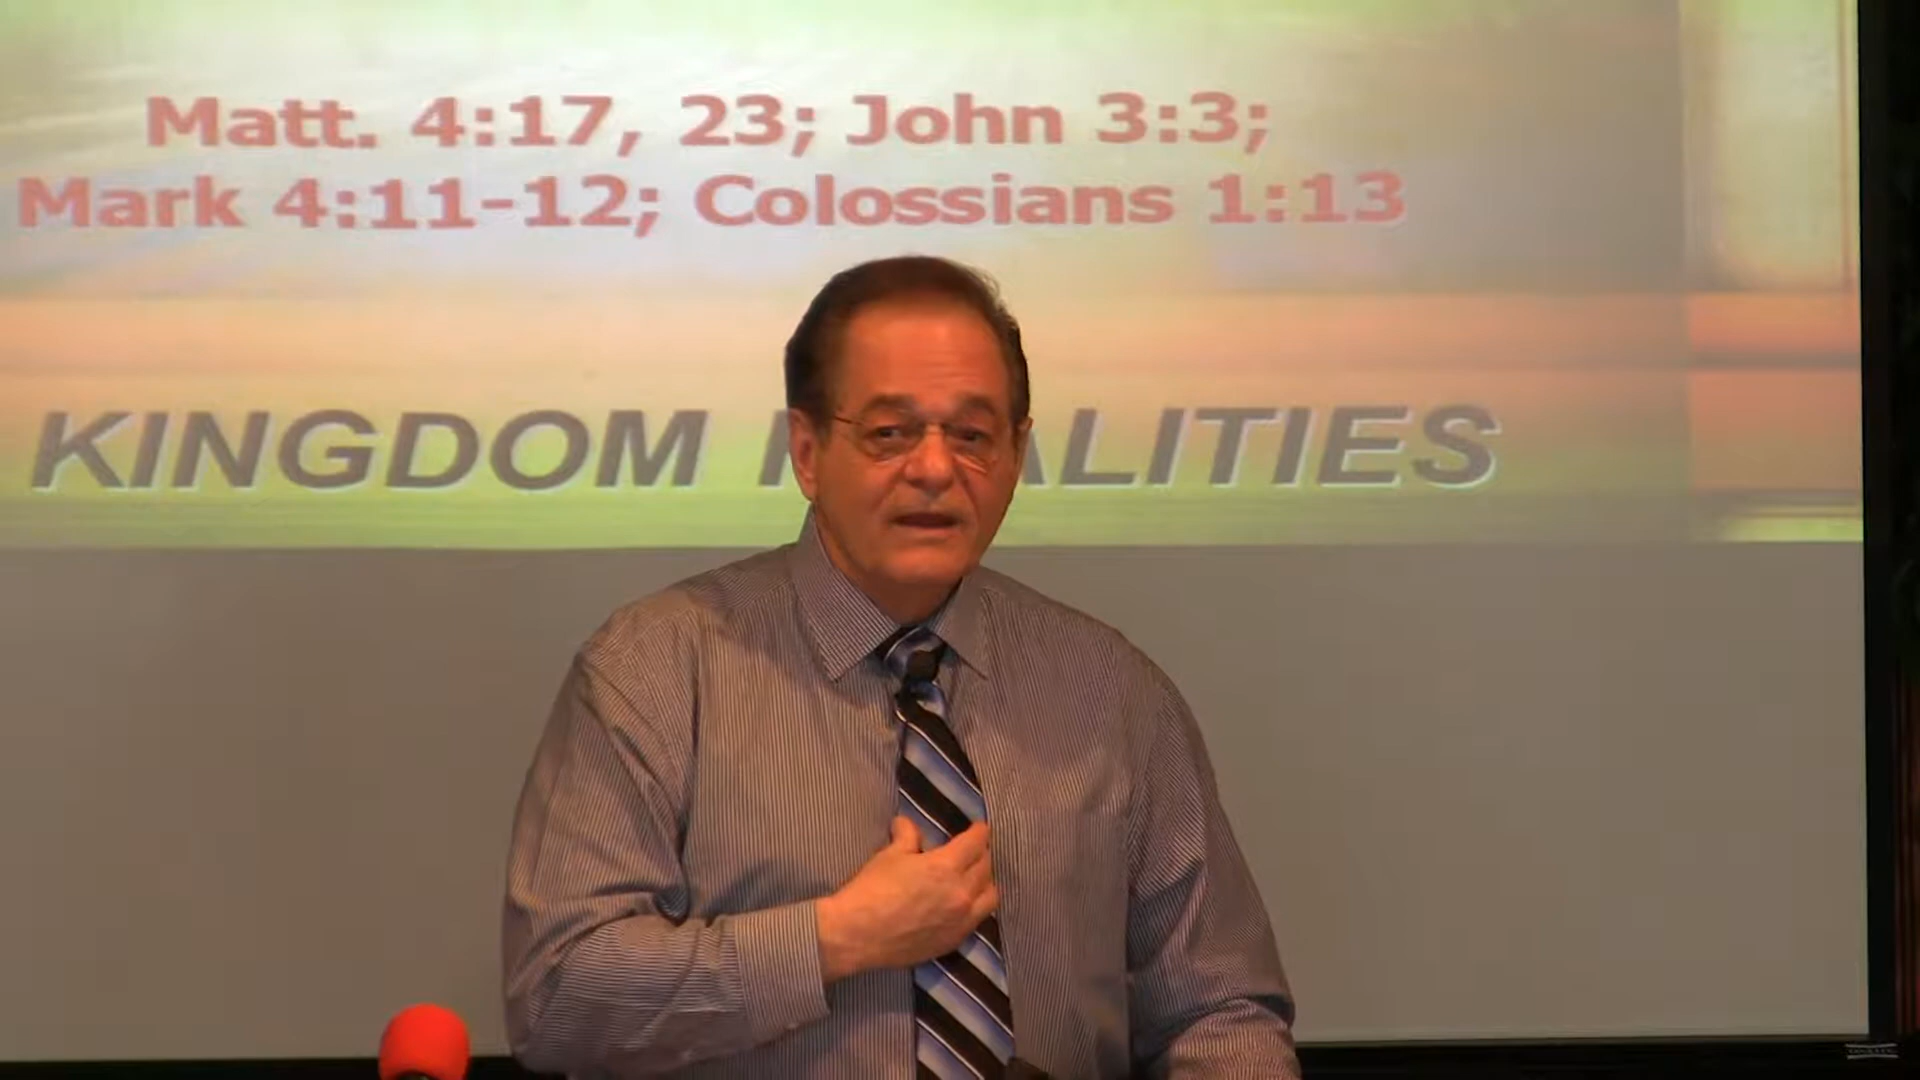 Matt. 4:17, 23; John 3:3;
Mark 4:11-12; Colossians 1:13
KINGDOM ALITIES